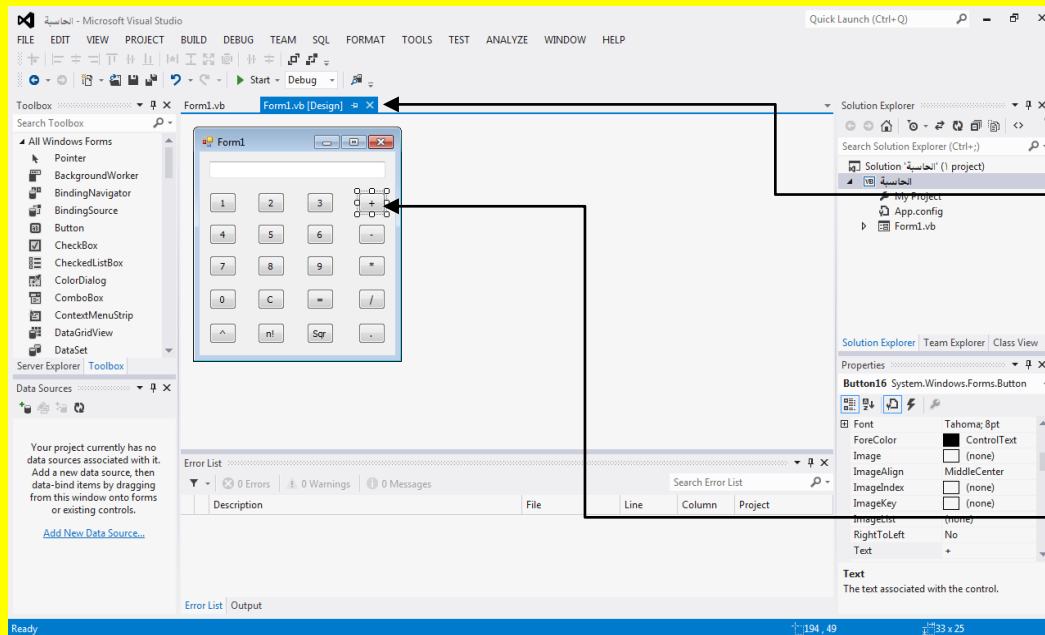 الحاسبة - Microsoft Visual Studio
Quick Launch (Ctrl+Q)
FILE EDIT VIEW PROJECT BUILD DEBUG TEAM SQL FORMAT TOOLS TEST ANALYZE WINDOW HELP
Start Debug
Toolbox
Search Toolbox
All Windows Forms
Pointer
BackgroundWorker
BindingNavigator
BindingSource
Button
CheckBox
CheckedListBox
ColorDialog
ComboBox
ContextMenuStrip
DataGridView
DataSet
Server Explorer Toolbox
Data Sources
Your project currently has no
data sources associated with it.
Add a new data source, then
data-bind items by dragging
from this window onto forms
or existing controls.
Add New Data Source...
Form1.vb Form1.vb [Design]
Form1
1 2 3 +
4 5 6 -
7 8 9 *
0 C = /
^ n! Sqr .
Error List
0 Errors 0 Warnings 0 Messages
Search Error List
Description File Line Column Project
Error List Output
Solution Explorer
Search Solution Explorer (Ctrl+;)
Solution 'الحاسبة' (١ project)
VB الحاسبة
My Project
App.config
Form1.vb
Solution Explorer Team Explorer Class View
Properties
Button16 System.Windows.Forms.Button
Font Tahoma; 8pt
ForeColor ControlText
Image (none)
ImageAlign MiddleCenter
ImageIndex (none)
ImageKey (none)
ImageList (none)
RightToLeft No
Text +
Text
The text associated with the control.
Ready 194 , 49 33 x 25